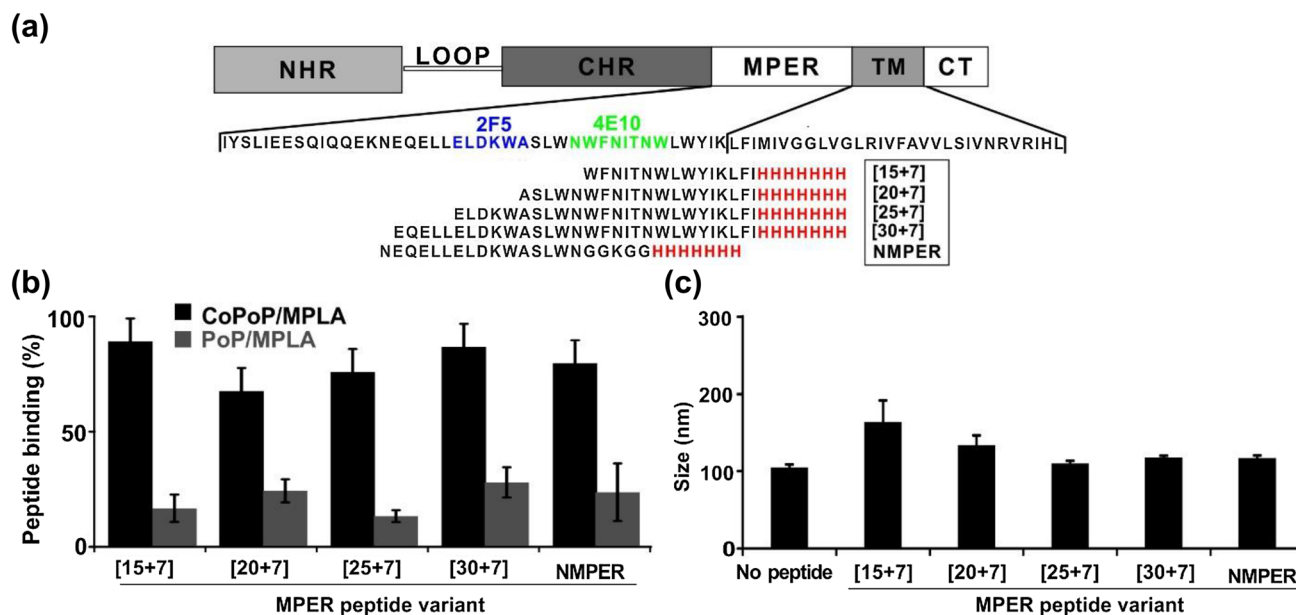 (a)
NHR LOOP CHR MPER TM CT
2F5 4E10
IYSLIEESQIQQEKNEQELLELDKWASLWNWFNITNWLWYIKLFIMIVGGLVGLRIVFAVVLSIVNRVRIHL
WFNITNWLWYIKLFIHHHHHHH [15+7]
ASLWNWFNITNWLWYIKLFIHHHHHHH [20+7]
ELDKWASLWNWFNITNWLWYIKLFIHHHHHHH [25+7]
EQELLELDKWASLWNWFNITNWLWYIKLFIHHHHHHH [30+7]
NEQELLELDKWASLWNGGKGGHHHHHHH NMPER
(b)
CoPoP/MPLA
PoP/MPLA
Peptide binding (%)
100
50
0
[15+7] [20+7] [25+7] [30+7] NMPER
MPER peptide variant
(c)
Size (nm)
300
200
100
0
No peptide [15+7] [20+7] [25+7] [30+7] NMPER
MPER peptide variant